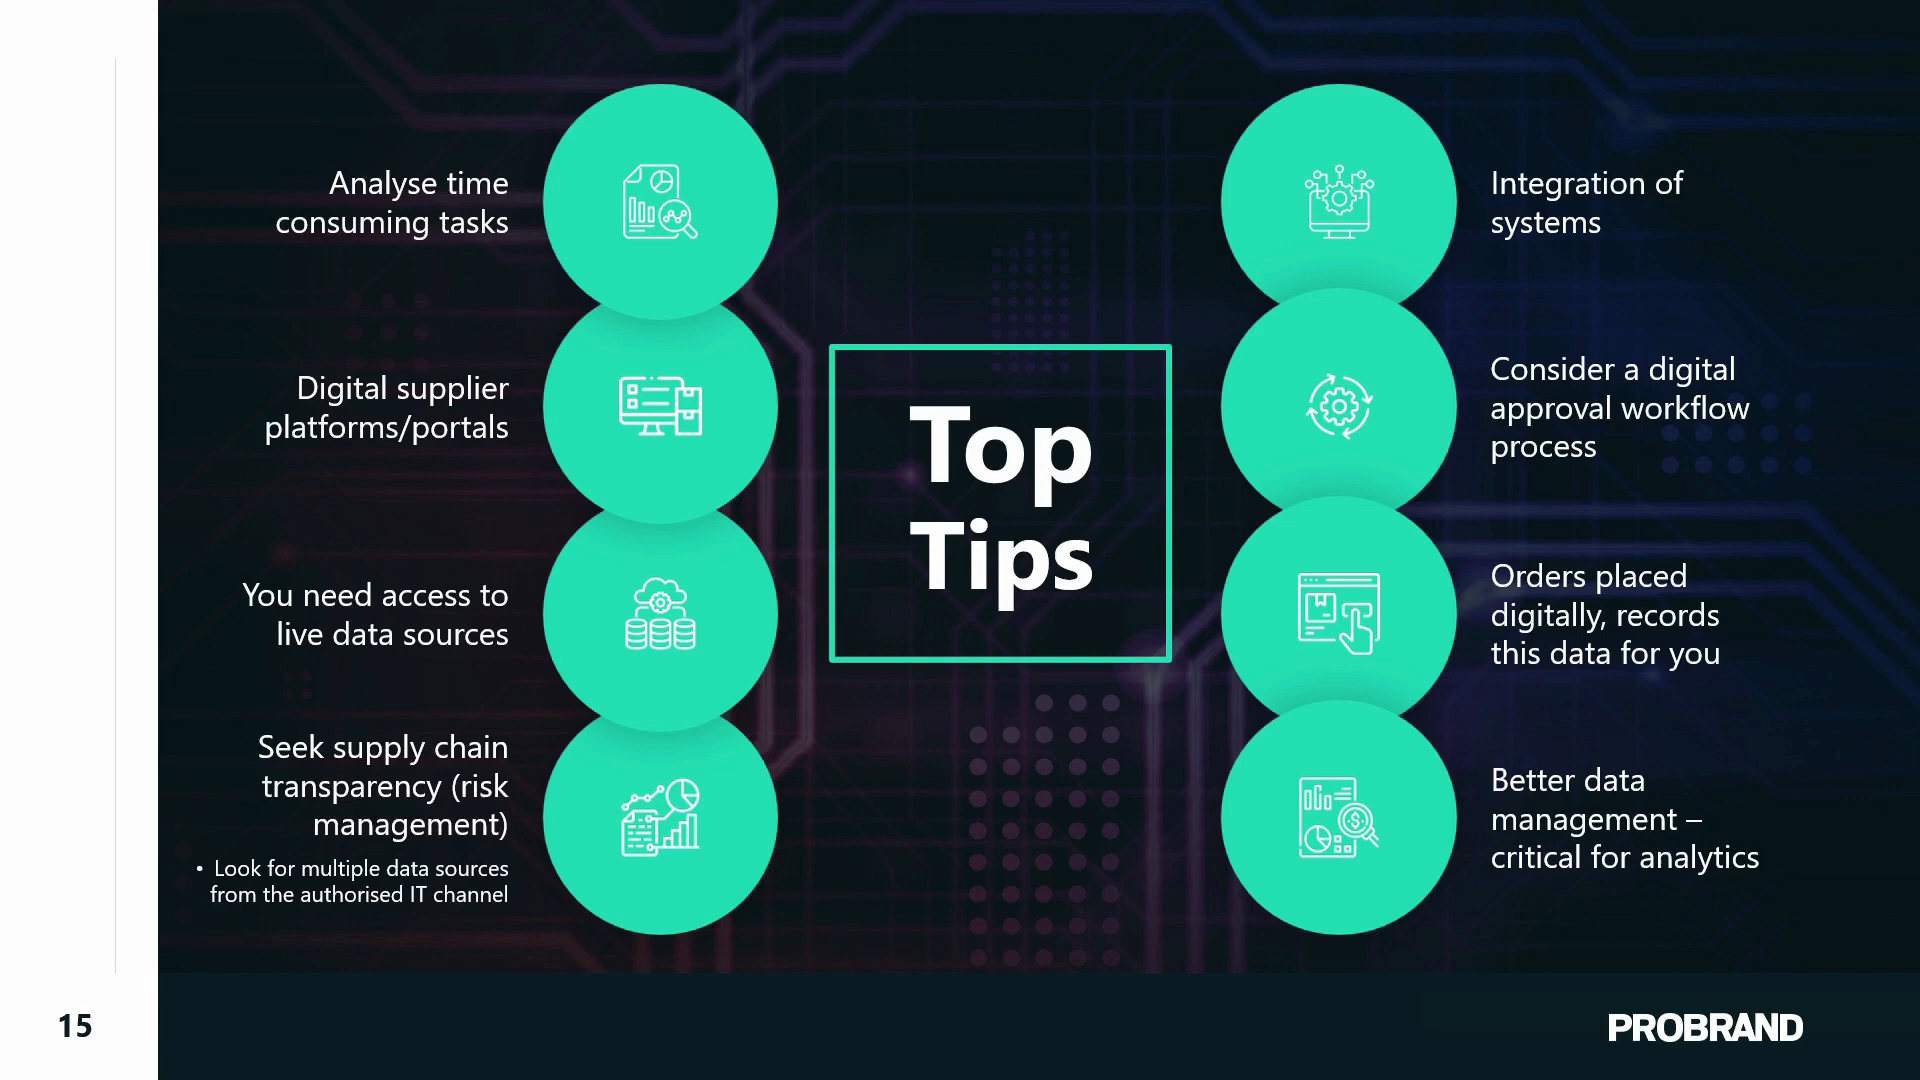 Analyse time
consuming tasks
Digital supplier
platforms/portals
You need access to
live data sources
Seek supply chain
transparency (risk
management)
• Look for multiple data sources
from the authorised IT channel
Top
Tips
Integration of
systems
Consider a digital
approval workflow
process
Orders placed
digitally, records
this data for you
Better data
management –
critical for analytics
15
PROBRAND